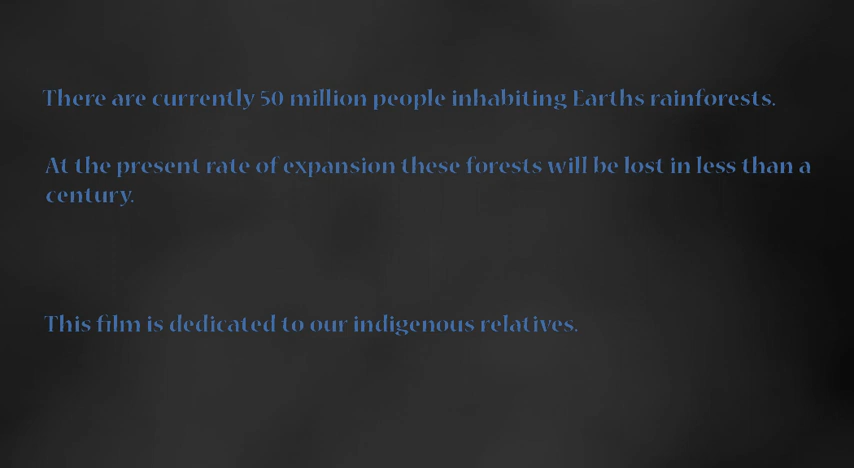 There are currently 50 million people inhabiting Earths rainforests.
At the present rate of expansion these forests will be lost in less than a
century.
This film is dedicated to our indigenous relatives.